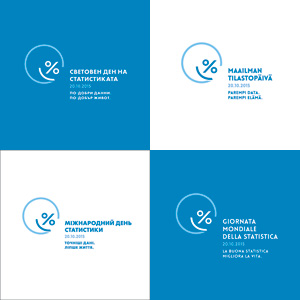 %
СВЕТОВЕН ДЕН НА
СТАТИСТИКАТА
20.10.2015
ПО-ДОБРИ ДАННИ.
ПО-ДОБЪР ЖИВОТ.
%
MAAILMAN
TILASTOPÄIVÄ
20.10.2015
PAREMPI DATA.
PAREMPI ELÄMÄ.
%
МІЖНАРОДНИЙ ДЕНЬ
СТАТИСТИКИ
20.10.2015
ТОЧНІШІ ДАНІ.
ЛІПШЕ ЖИТТЯ.
%
GIORNATA
MONDIALE
DELLA STATISTICA
20.10.2015
LA BUONA STATISTICA
MIGLIORA LA VITA.